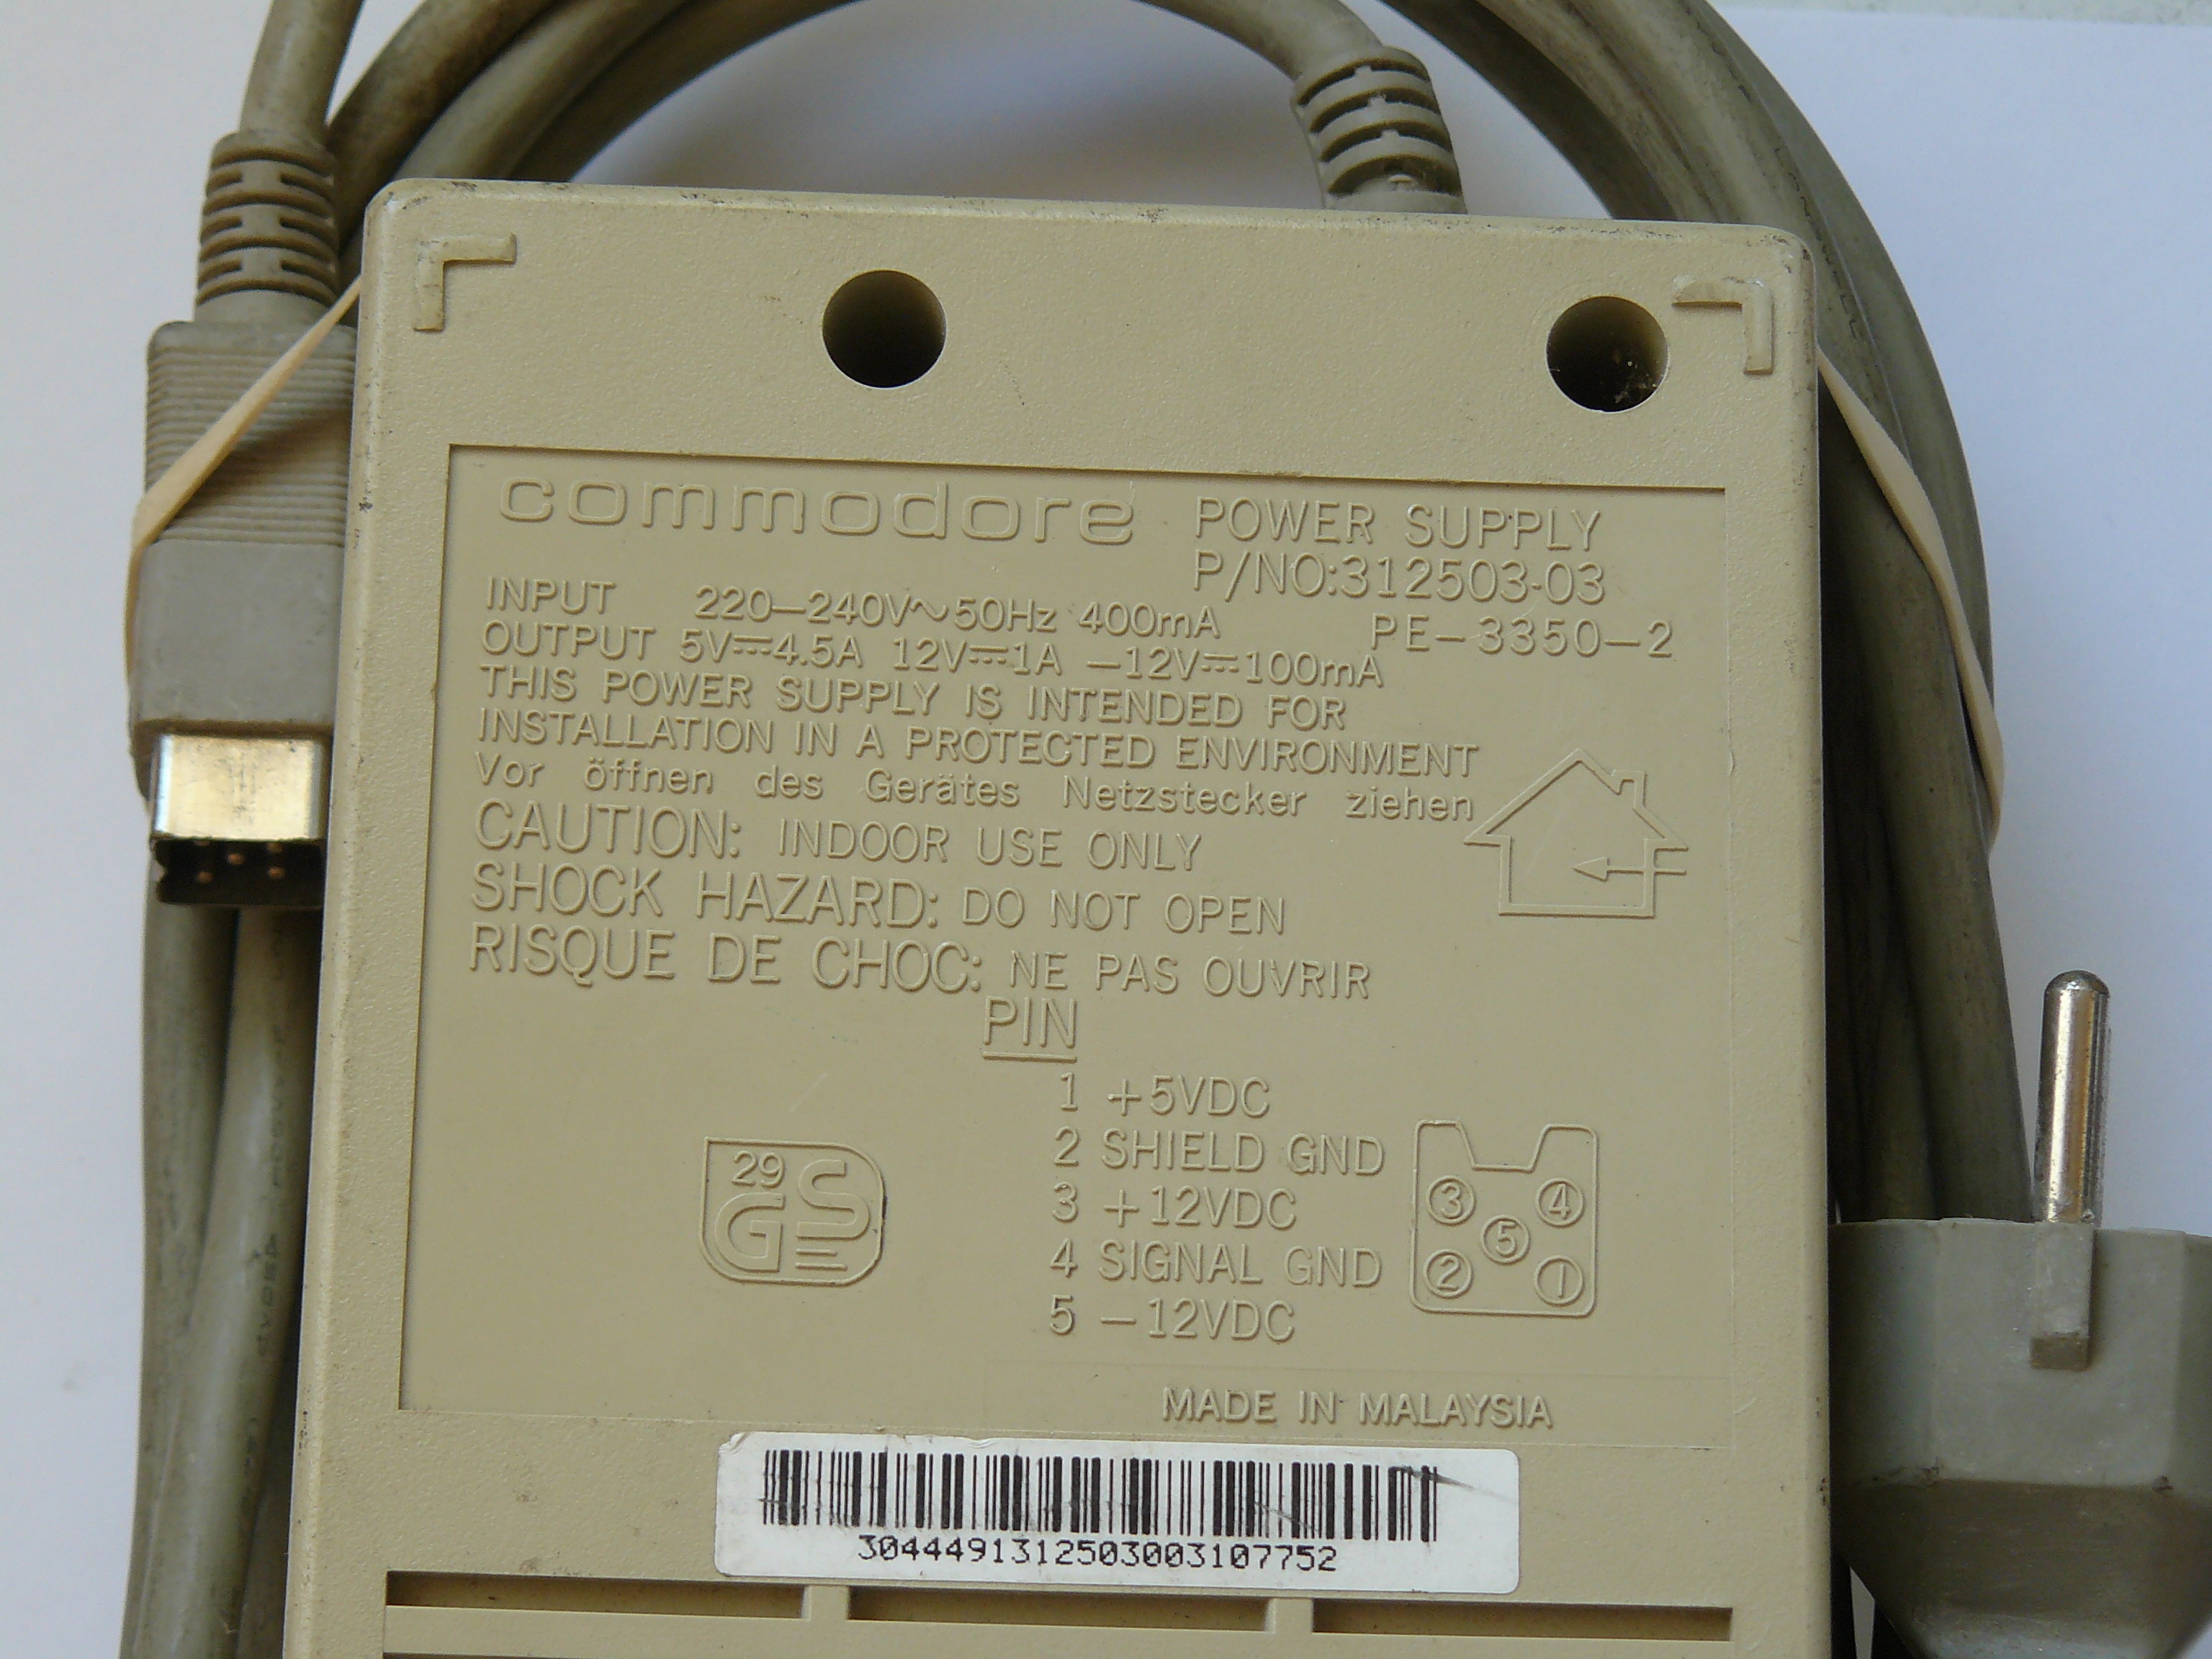 commodore POWER SUPPLY
P/NO:312503-03
INPUT 220–240V~50Hz 400mA PE–3350–2
OUTPUT 5V⎓4.5A 12V⎓1A –12V⎓100mA
THIS POWER SUPPLY IS INTENDED FOR
INSTALLATION IN A PROTECTED ENVIRONMENT
Vor öffnen des Gerätes Netzstecker ziehen
CAUTION: INDOOR USE ONLY
SHOCK HAZARD: DO NOT OPEN
RISQUE DE CHOC: NE PAS OUVRIR
PIN
1 +5VDC
2 SHIELD GND
3 +12VDC
4 SIGNAL GND
5 –12VDC
29
GS
3 4
5
2 1
MADE IN MALAYSIA
3044491312503003107752